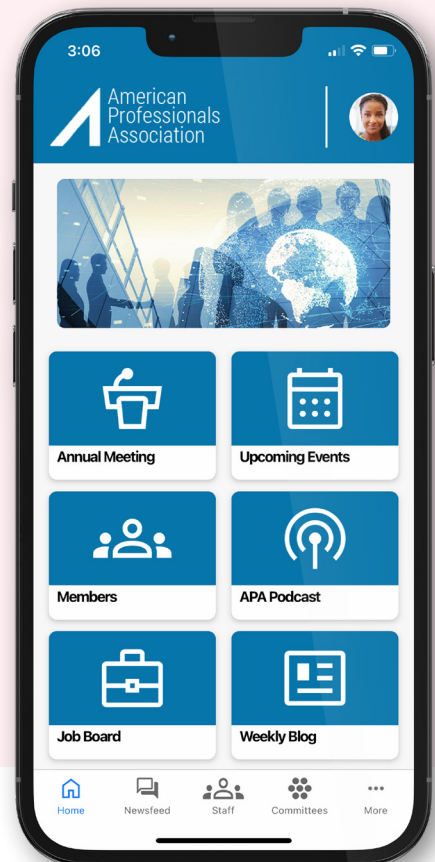 3:06
American
Professionals
Association
Annual Meeting
Upcoming Events
Members
APA Podcast
Job Board
Weekly Blog
Home
Newsfeed
Staff
Committees
More